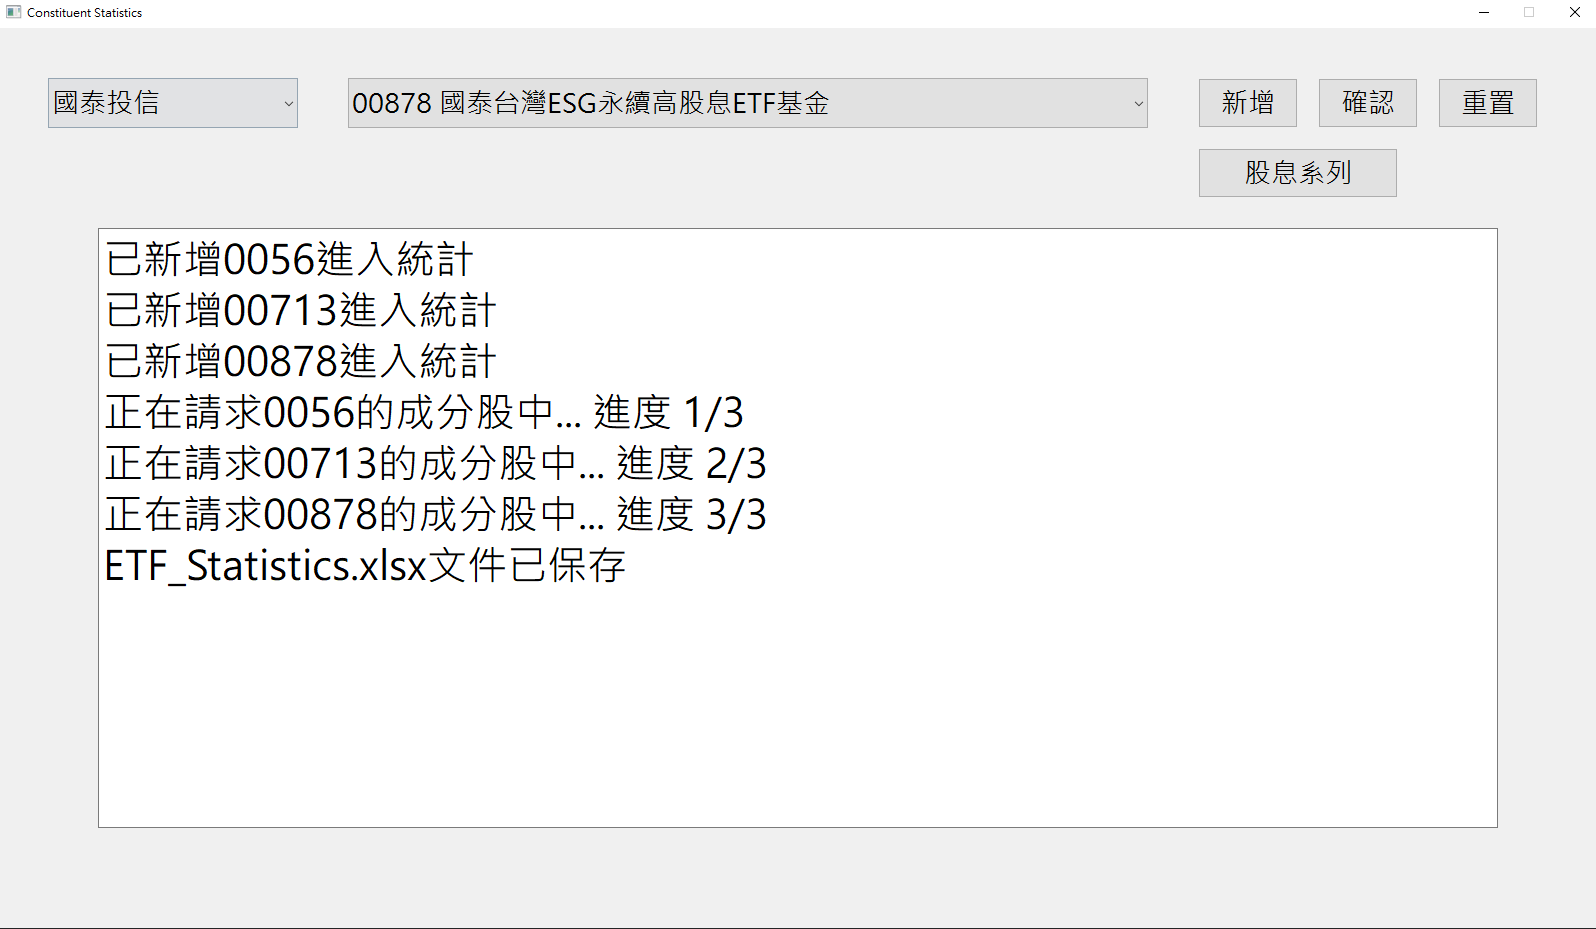 Constituent Statistics
國泰投信
00878 國泰台灣ESG永續高股息ETF基金
新增
確認
重置
股息系列
已新增0056進入統計
已新增00713進入統計
已新增00878進入統計
正在請求0056的成分股中... 進度 1/3
正在請求00713的成分股中... 進度 2/3
正在請求00878的成分股中... 進度 3/3
ETF_Statistics.xlsx文件已保存